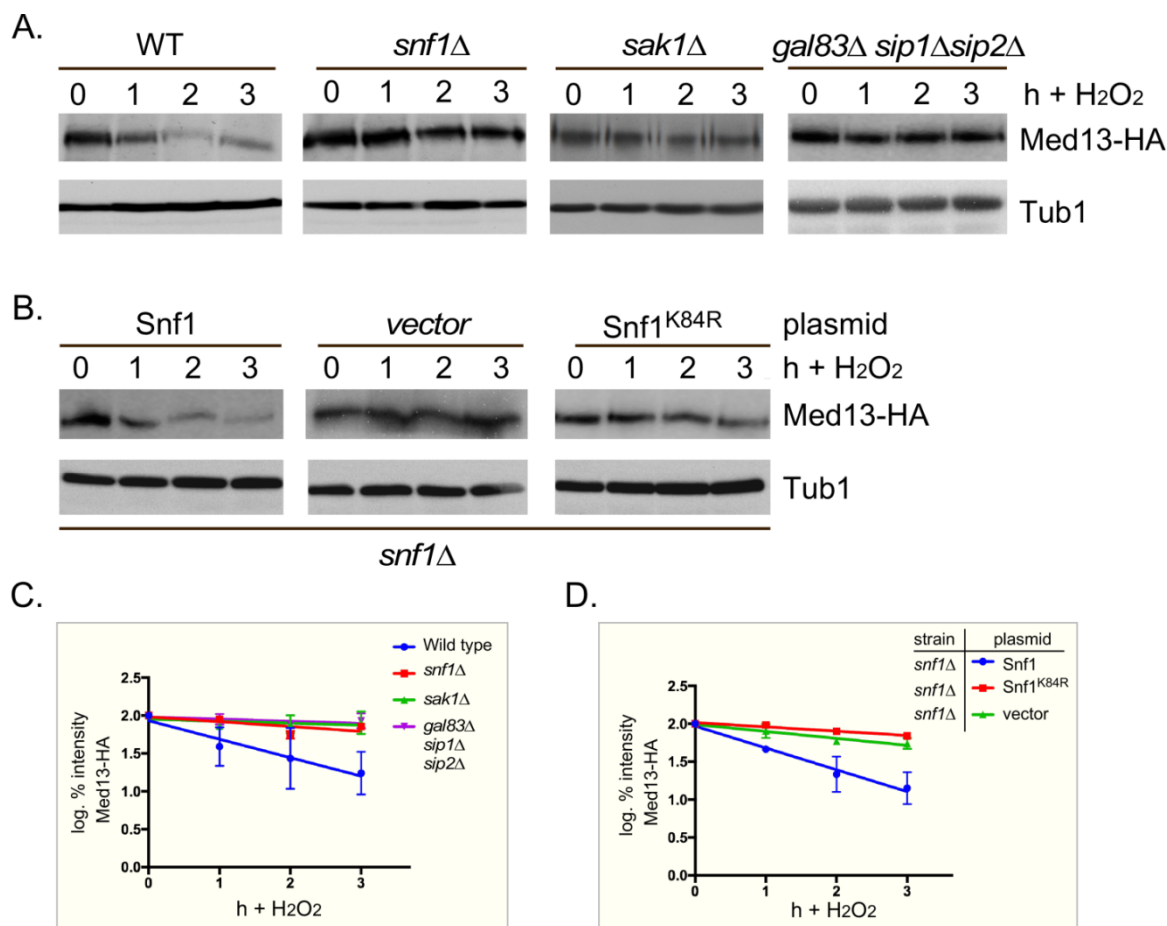 A.
WT snf1Δ sak1Δ gal83Δ sip1Δsip2Δ
0 1 2 3 0 1 2 3 0 1 2 3 0 1 2 3 h + H2O2
Med13-HA
Tub1
B.
Snf1 vector Snf1K84R plasmid
0 1 2 3 0 1 2 3 0 1 2 3 h + H2O2
Med13-HA
Tub1
snf1Δ
C.
log. % intensity
Med13-HA
2.5
2.0
1.5
1.0
0.5
0.0
0 1 2 3
h + H2O2
Wild type
snf1Δ
sak1Δ
gal83Δ
sip1Δ
sip2Δ
D.
log. % intensity
Med13-HA
2.5
2.0
1.5
1.0
0.5
0.0
0 1 2 3
h + H2O2
strain plasmid
snf1Δ Snf1
snf1Δ Snf1K84R
snf1Δ vector